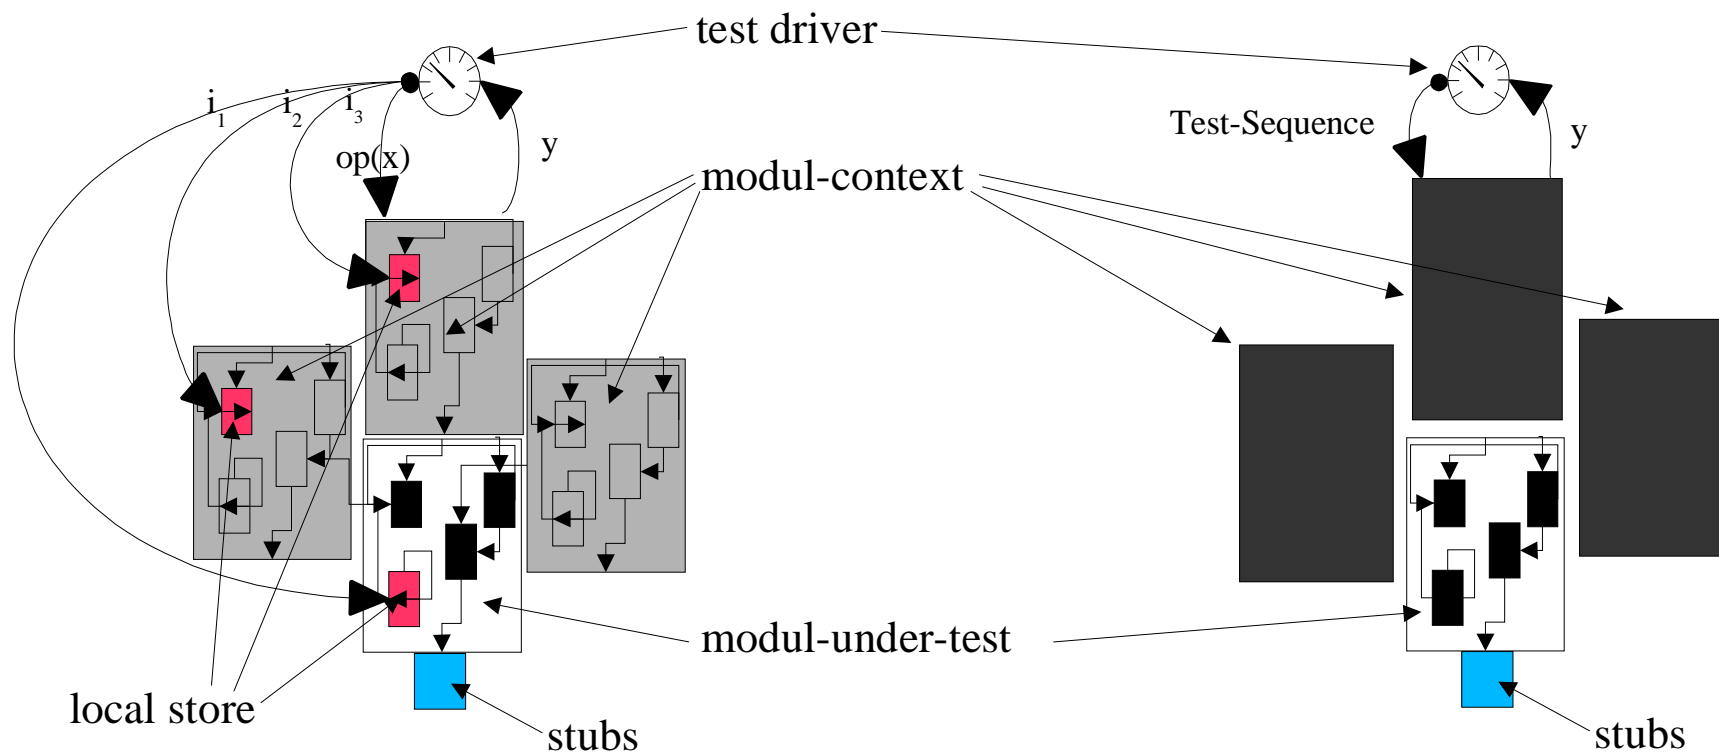 test driver
i1
i2
i3
Test-Sequence
op(x)
y
y
modul-context
modul-under-test
local store
stubs
stubs